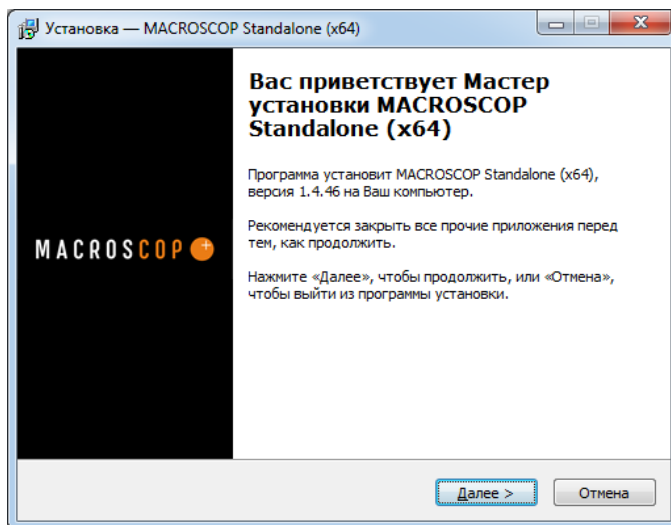 Установка — MACROSCOP Standalone (x64)
Вас приветствует Мастер
установки MACROSCOP
Standalone (x64)
Программа установит MACROSCOP Standalone (x64),
версия 1.4.46 на Ваш компьютер.
Рекомендуется закрыть все прочие приложения перед
тем, как продолжить.
Нажмите «Далее», чтобы продолжить, или «Отмена»,
чтобы выйти из программы установки.
MACROSCOP
Далее >
Отмена